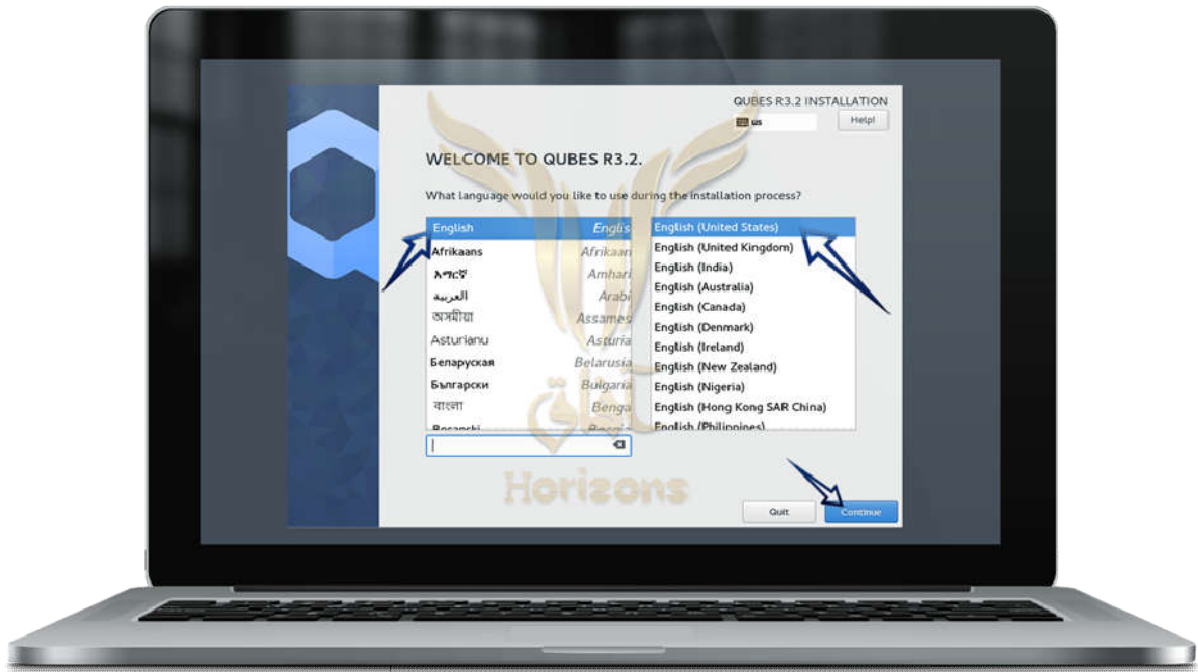 QUBES R3.2 INSTALLATION
us
Help!
WELCOME TO QUBES R3.2.
What language would you like to use during the installation process?
English Englis
Afrikaans Afrikaan
አማርኛ Amhari
العربية Arabi
অসমীয়া Assames
Asturianu Asturia
Беларуская Belarusia
Български Bulgaria
বাংলা Benga
Bosanski Bosnia
English (United States)
English (United Kingdom)
English (India)
English (Australia)
English (Canada)
English (Denmark)
English (Ireland)
English (New Zealand)
English (Nigeria)
English (Hong Kong SAR China)
English (Philippines)
آفاق
Horizons
Quit
Continue